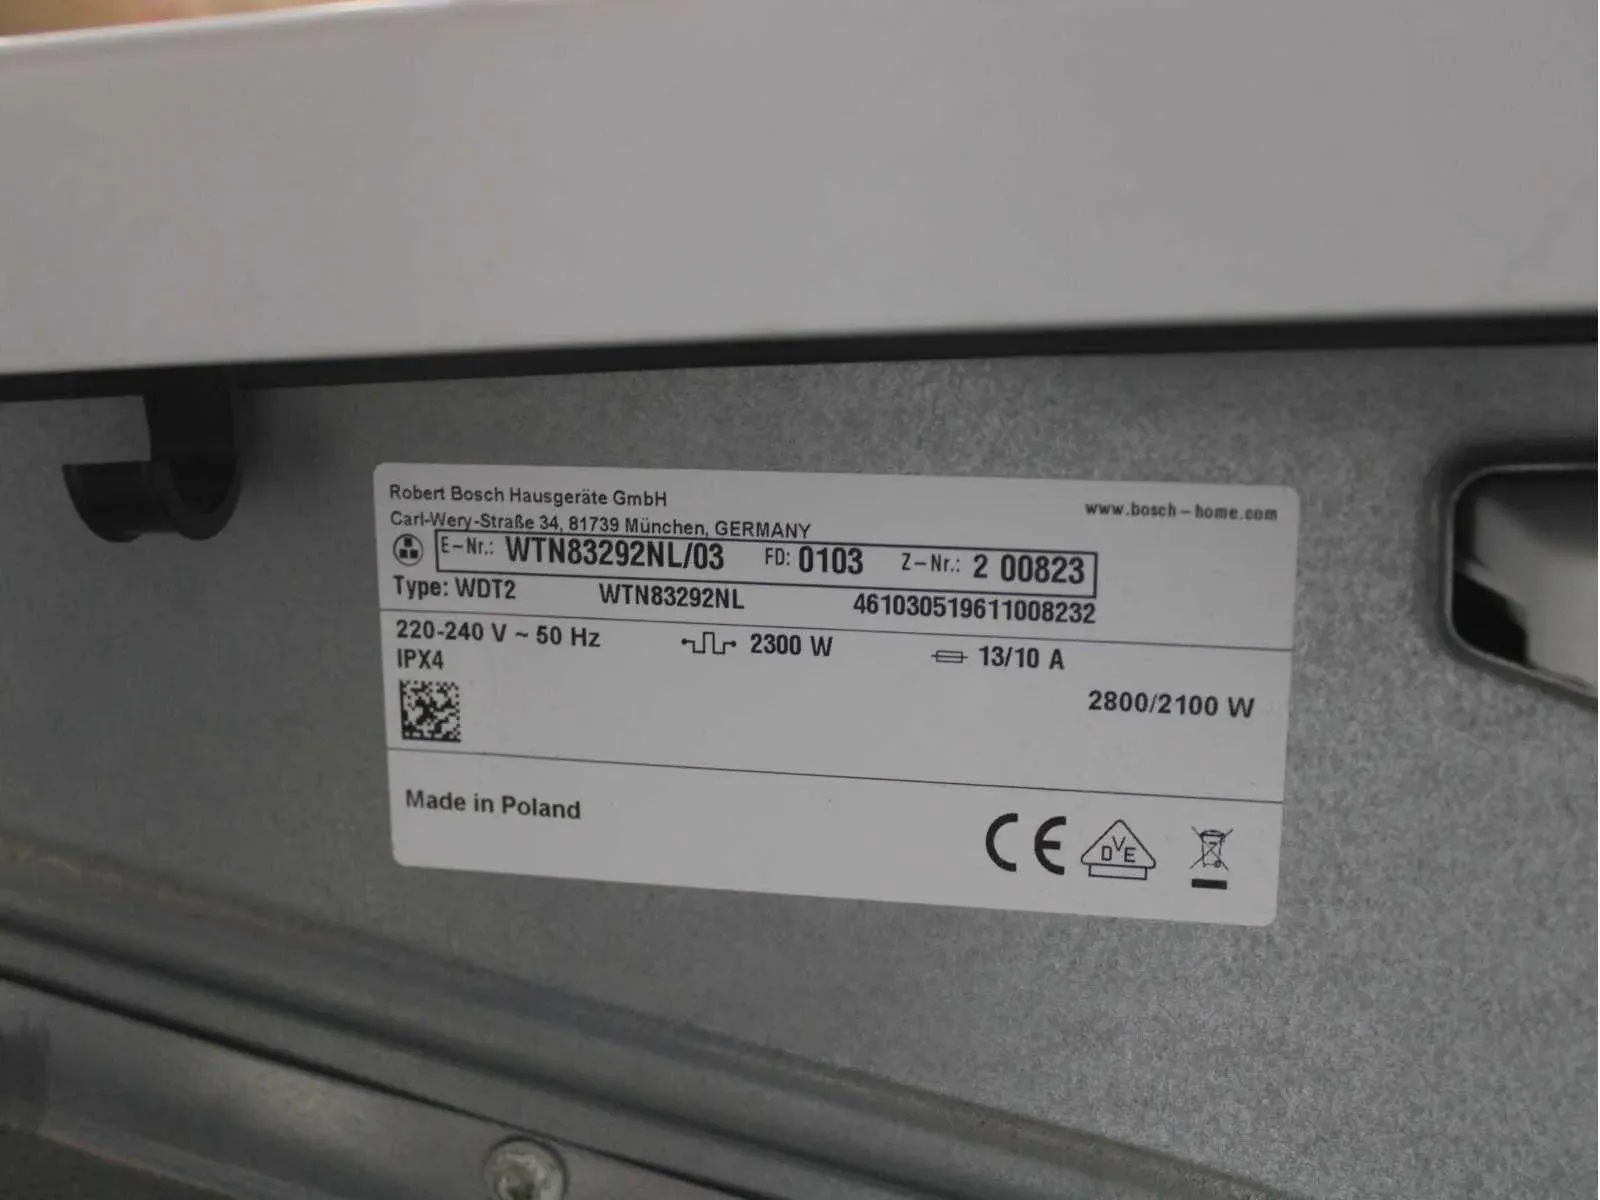 Robert Bosch Hausgeräte GmbH
www.bosch-home.com
Carl-Wery-Straße 34, 81739 München, GERMANY
E-Nr.: WTN83292NL/03 FD: 0103 Z-Nr.: 2 00823
Type: WDT2 WTN83292NL 461030519611008232
220-240 V ~ 50 Hz 2300 W 13/10 A
IPX4
2800/2100 W
Made in Poland
CE DVE